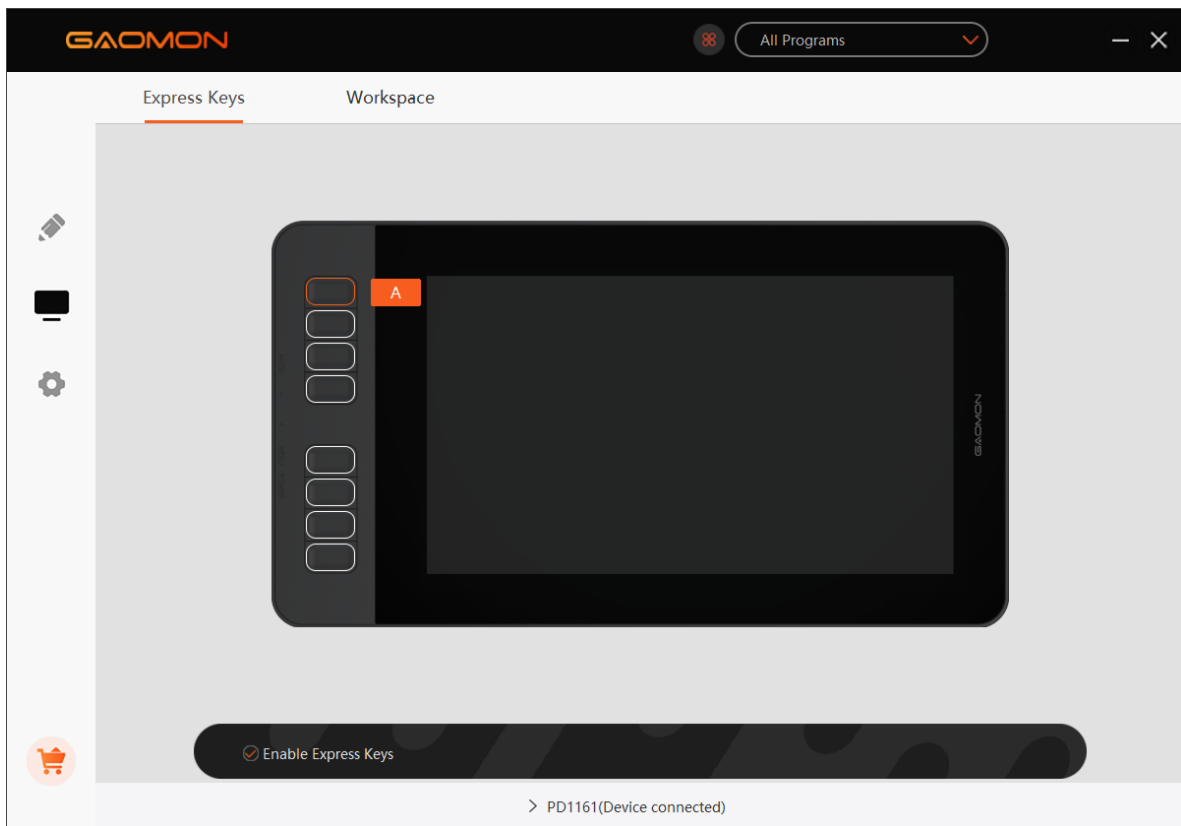 GAOMON
All Programs
Express Keys
Workspace
A
GAOMON
Enable Express Keys
PD1161(Device connected)